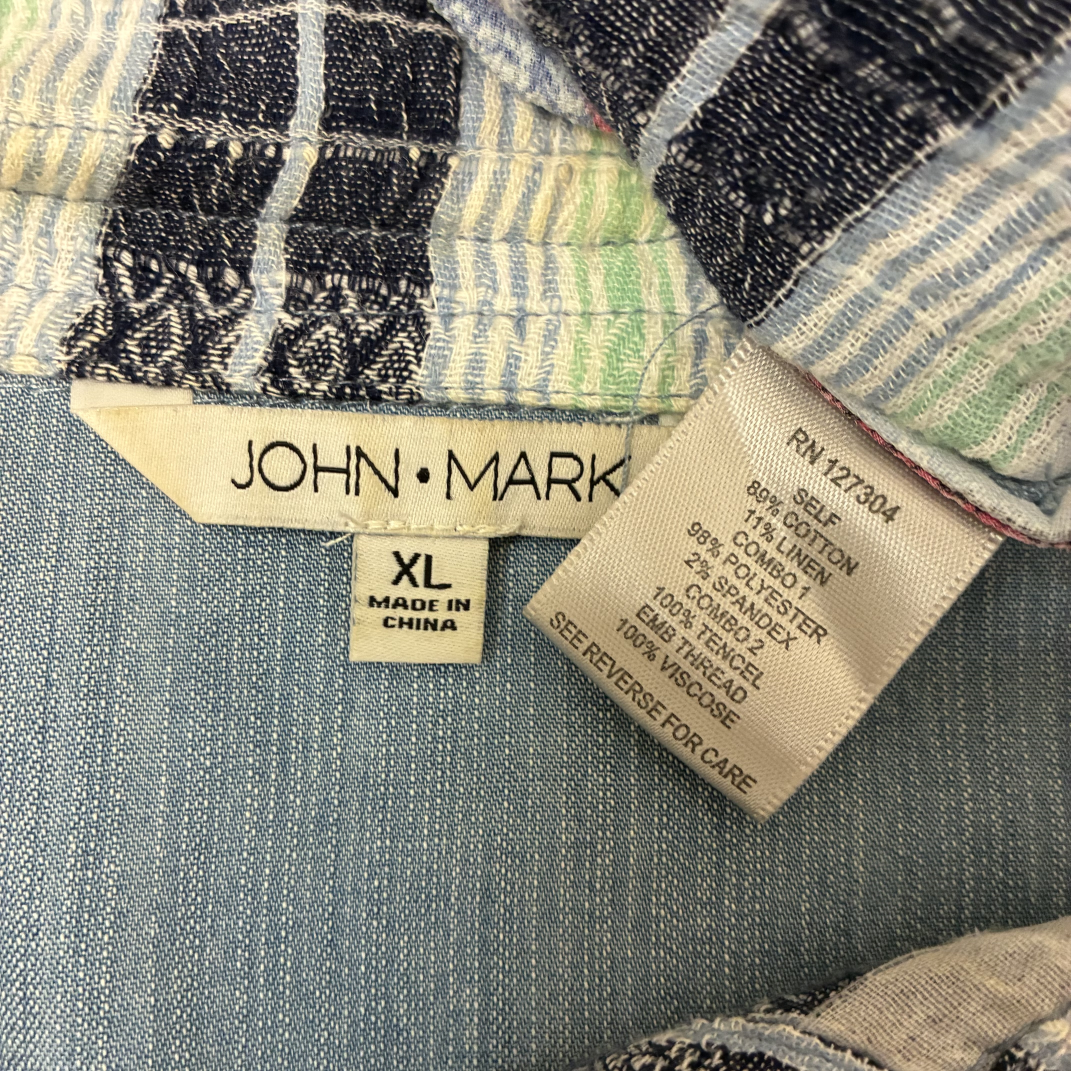 JOHN • MARK
XL
MADE IN
CHINA
RN 127304
SELF
89% COTTON
11% LINEN
COMBO 1
98% POLYESTER
2% SPANDEX
COMBO 2
100% TENCEL
EMB THREAD
100% VISCOSE
SEE REVERSE FOR CARE